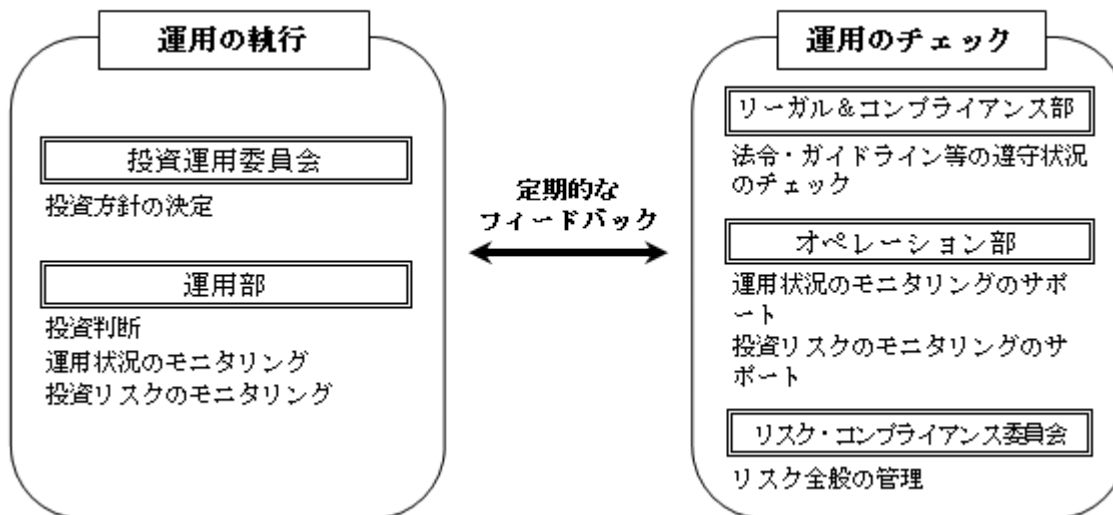 運用の執行
投資運用委員会
投資方針の決定
運用部
投資判断
運用状況のモニタリング
投資リスクのモニタリング
定期的な
フィードバック
運用のチェック
リーガル＆コンプライアンス部
法令・ガイドライン等の遵守状況
のチェック
オペレーション部
運用状況のモニタリングのサポ
ート
投資リスクのモニタリングのサ
ポート
リスク・コンプライアンス委員会
リスク全般の管理